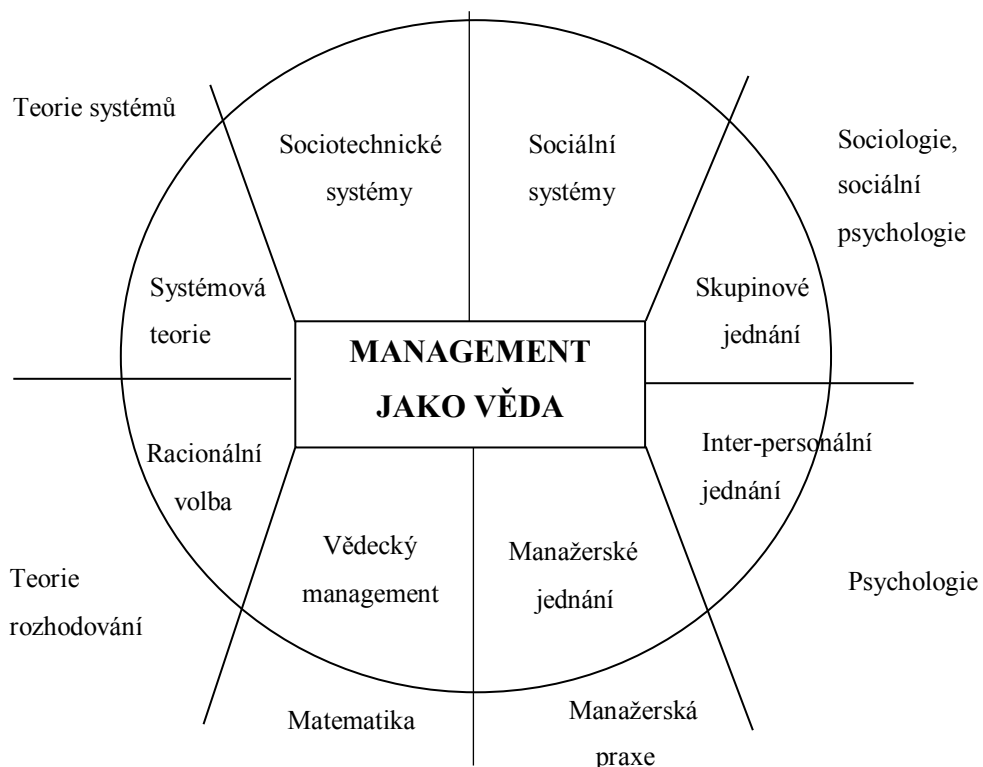 Teorie systémů
Sociotechnické
systémy
Sociální
systémy
Sociologie,
sociální
psychologie
Systémová
teorie
Skupinové
jednání
MANAGEMENT
JAKO VĚDA
Racionální
volba
Inter-personální
jednání
Vědecký
management
Manažerské
jednání
Teorie
rozhodování
Psychologie
Matematika
Manažerská
praxe